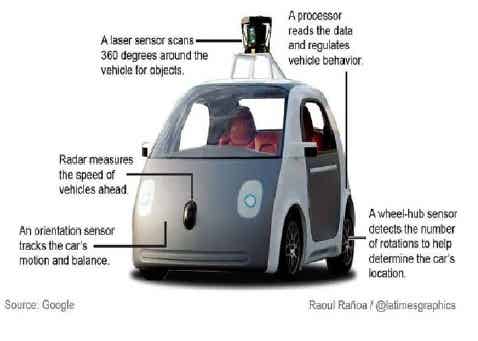 A laser sensor scans
360 degrees around the
vehicle for objects.
A processor
reads the data
and regulates
vehicle behavior.
Radar measures
the speed of
vehicles ahead.
An orientation sensor
tracks the car's
motion and balance.
A wheel-hub sensor
detects the number
of rotations to help
determine the car's
location.
Source: Google
Raoul Rañoa / @latimesgraphics